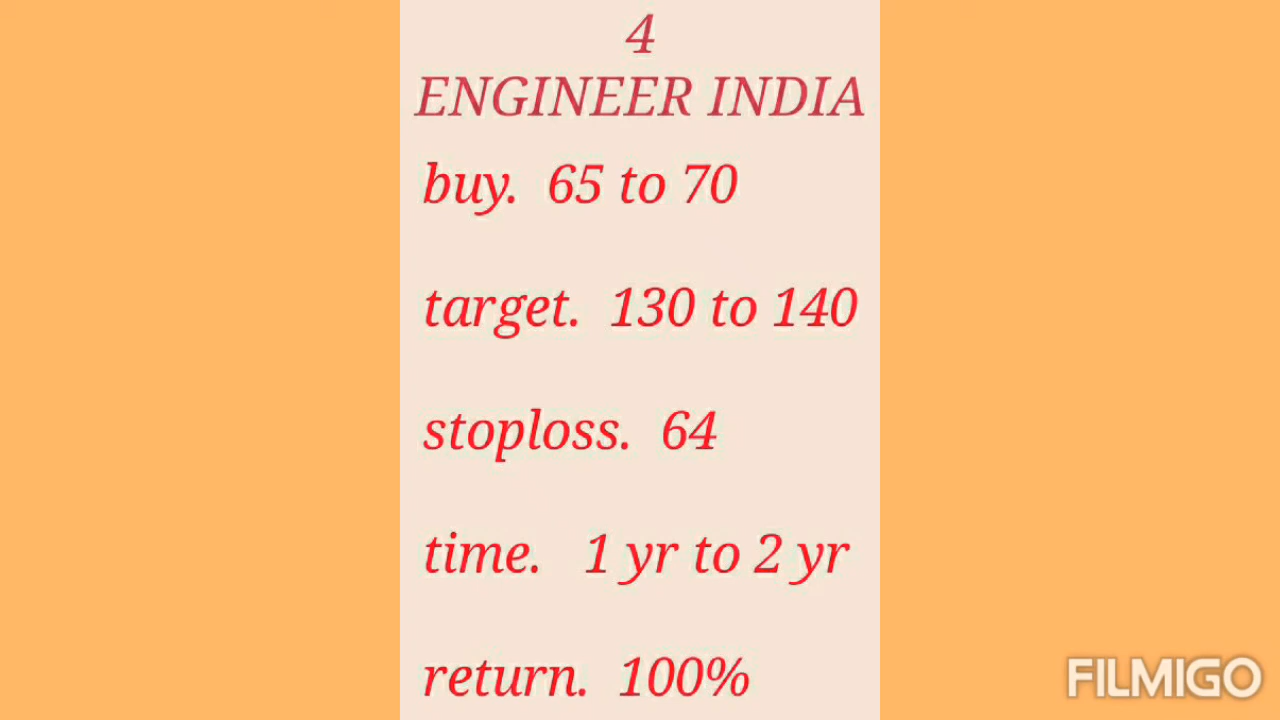 4
ENGINEER INDIA
buy. 65 to 70
target. 130 to 140
stoploss. 64
time. 1 yr to 2 yr
return. 100%
FILMIGO